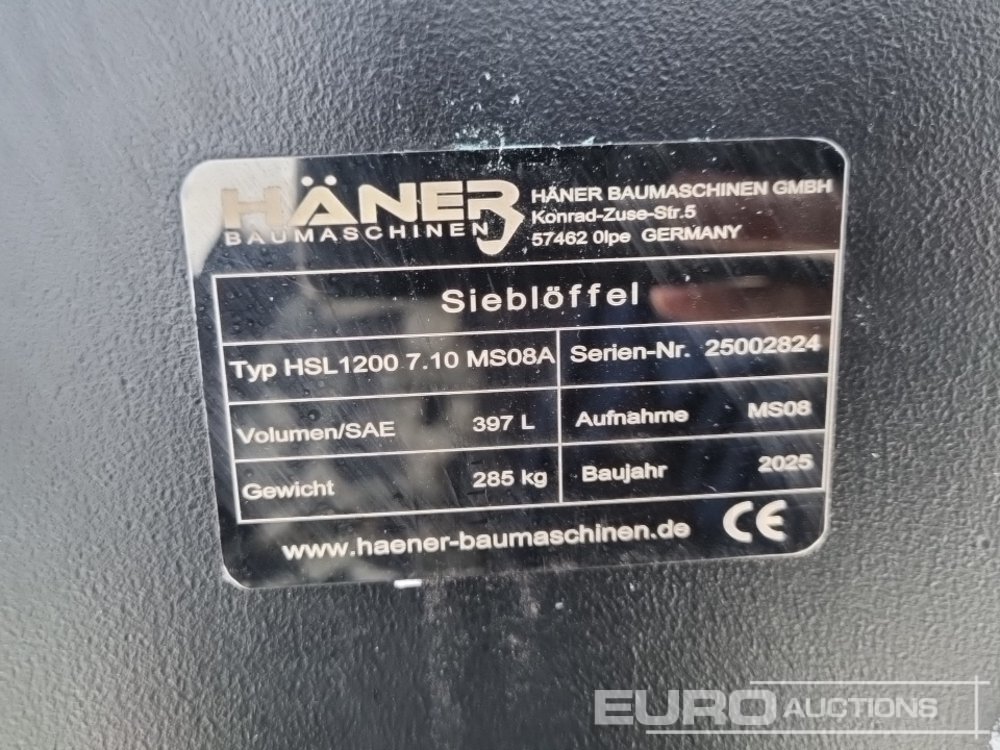 HÄNER
BAUMASCHINEN
HÄNER BAUMASCHINEN GMBH
Konrad-Zuse-Str.5
57462 Olpe GERMANY
Sieblöffel
Typ HSL1200 7.10 MS08A
Serien-Nr. 25002824
Volumen/SAE 397 L
Aufnahme MS08
Gewicht 285 kg
Baujahr 2025
www.haener-baumaschinen.de
CE
EURO AUCTIONS